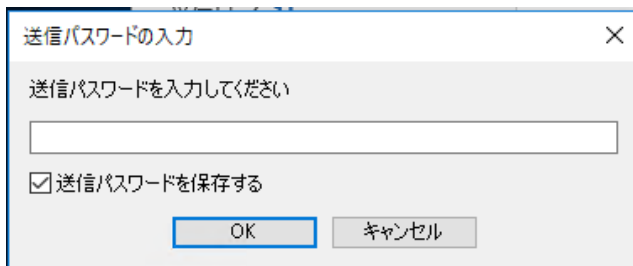 送信パスワードの入力
送信パスワードを入力してください
送信パスワードを保存する
OK
キャンセル